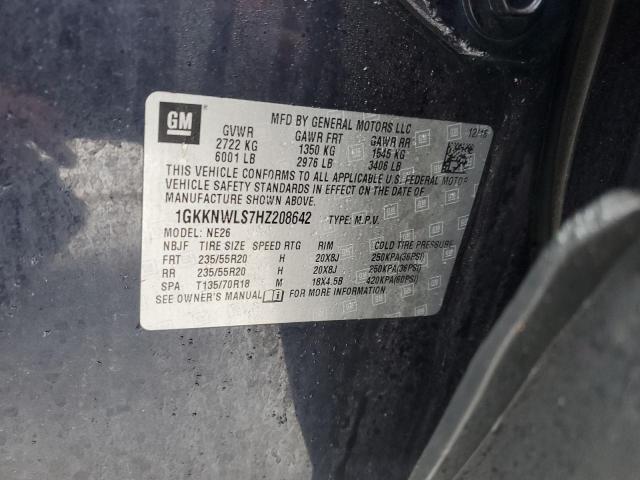 GM
MFD BY GENERAL MOTORS LLC
12/16
GVWR GAWR FRT GAWR RR
2722 KG 1350 KG 1545 KG
6001 LB 2976 LB 3406 LB
THIS VEHICLE CONFORMS TO ALL APPLICABLE U.S. FEDERAL MOTOR
VEHICLE SAFETY STANDARDS IN EFFECT ON THE DATE OF
MANUFACTURE SHOWN ABOVE.
1GKKNWLS7HZ208642 TYPE: M.P.V.
MODEL: NE26
NBJF TIRE SIZE SPEED RTG RIM COLD TIRE PRESSURE
FRT 235/55R20 H 20X8J 250KPA(36PSI)
RR 235/55R20 H 20X8J 250KPA(36PSI)
SPA T135/70R18 M 18X4.5B 420KPA(60PSI)
SEE OWNER'S MANUAL FOR MORE INFORMATION.